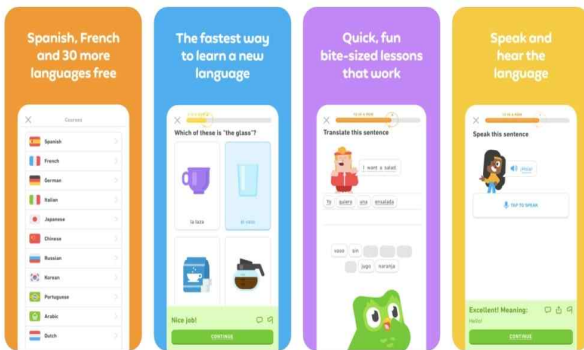 Spanish, French
and 30 more
languages free
Courses
Spanish
French
German
Italian
Japanese
Chinese
Russian
Korean
Portuguese
Arabic
Dutch
The fastest way
to learn a new
language
Which of these is "the glass"?
la taza
el vaso
Nice job!
CONTINUE
Quick, fun
bite-sized lessons
that work
Translate this sentence
I want a salad
Yo quiero una ensalada
vaso sin
jugo naranja
Speak and
hear the
language
Speak this sentence
TAP TO SPEAK
Excellent! Meaning:
Hello!
CONTINUE